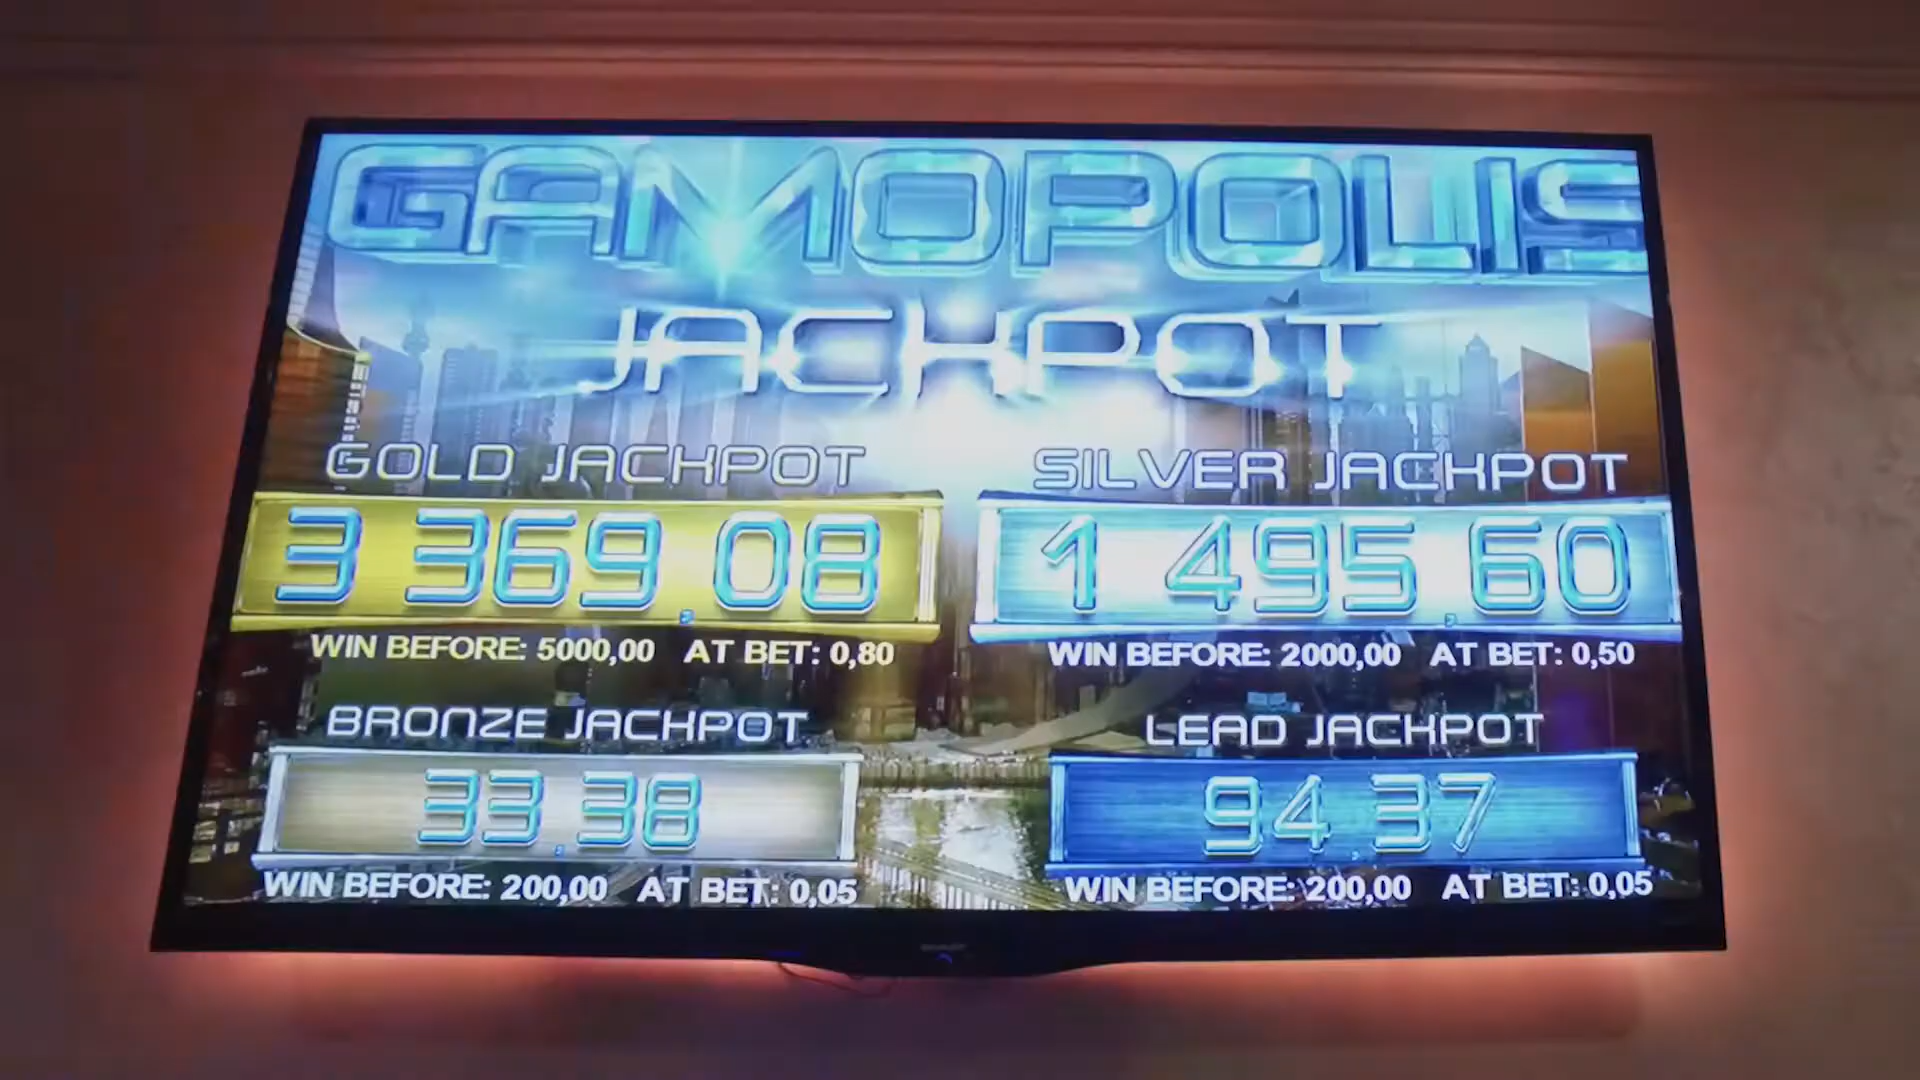 GAMOPOLIS
JACKPOT
GOLD JACKPOT
3 369,08
WIN BEFORE: 5000,00 AT BET: 0,80
SILVER JACKPOT
1 495,60
WIN BEFORE: 2000,00 AT BET: 0,50
BRONZE JACKPOT
33,38
WIN BEFORE: 200,00 AT BET: 0,05
LEAD JACKPOT
94,37
WIN BEFORE: 200,00 AT BET: 0,05